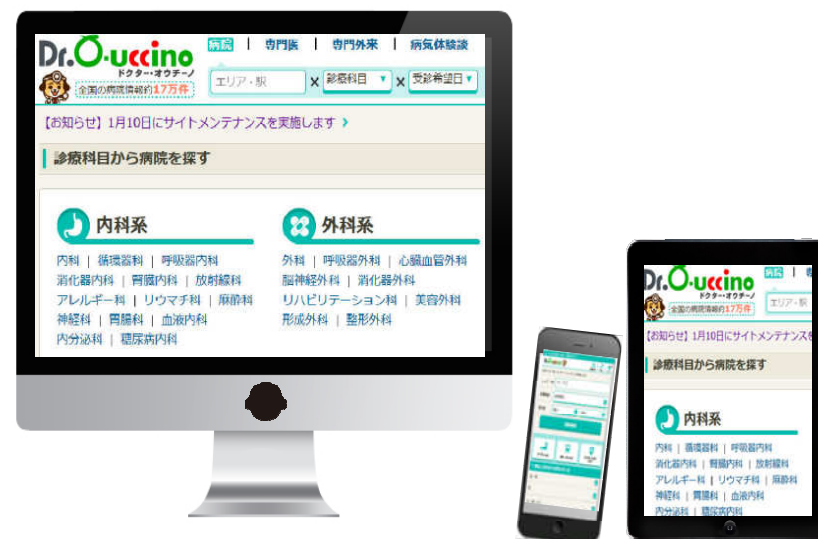 Dr.O-uccino
ドクター・オウチーノ
全国の病院情報約17万件
病院 | 専門医 | 専門外来 | 病気体験談
エリア・駅 × 診療科目 ▼ × 受診希望日 ▼
【お知らせ】1月10日にサイトメンテナンスを実施します >
診療科目から病院を探す
内科系
内科 | 循環器科 | 呼吸器内科
消化器内科 | 腎臓内科 | 放射線科
アレルギー科 | リウマチ科 | 麻酔科
神経科 | 胃腸科 | 血液内科
内分泌科 | 糖尿病内科
外科系
外科 | 呼吸器外科 | 心臓血管外科
脳神経外科 | 消化器外科
リハビリテーション科 | 美容外科
形成外科 | 整形外科
Dr.O-uccino
ドクター・オウチーノ
全国の病院情報約17万件
病院 |
エリア・駅
【お知らせ】1月10日にサイトメンテナンスを
診療科目から病院を探す
内科系
内科 | 循環器科 | 呼吸器内科
消化器内科 | 腎臓内科 | 放射線科
アレルギー科 | リウマチ科 | 麻酔科
神経科 | 胃腸科 | 血液内科
内分泌科 | 糖尿病内科